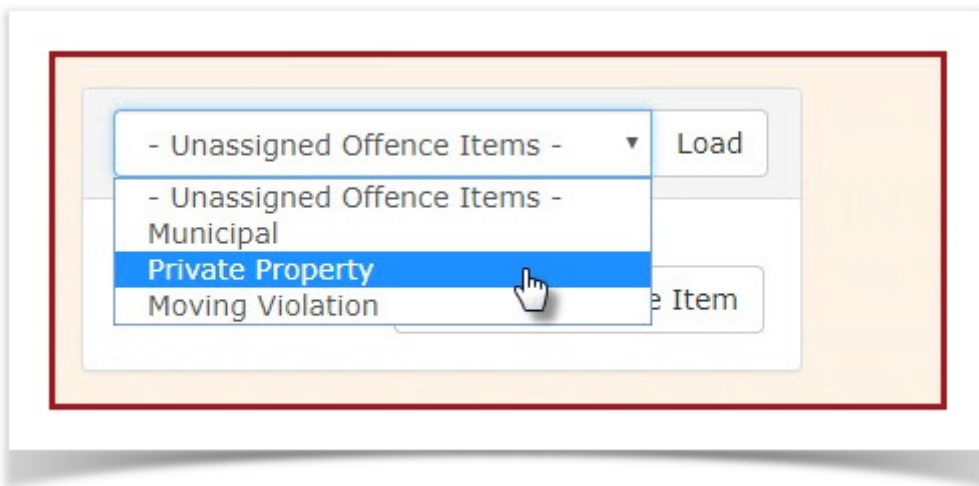 - Unassigned Offence Items -
Load
- Unassigned Offence Items -
Municipal
Private Property
Moving Violation
Item